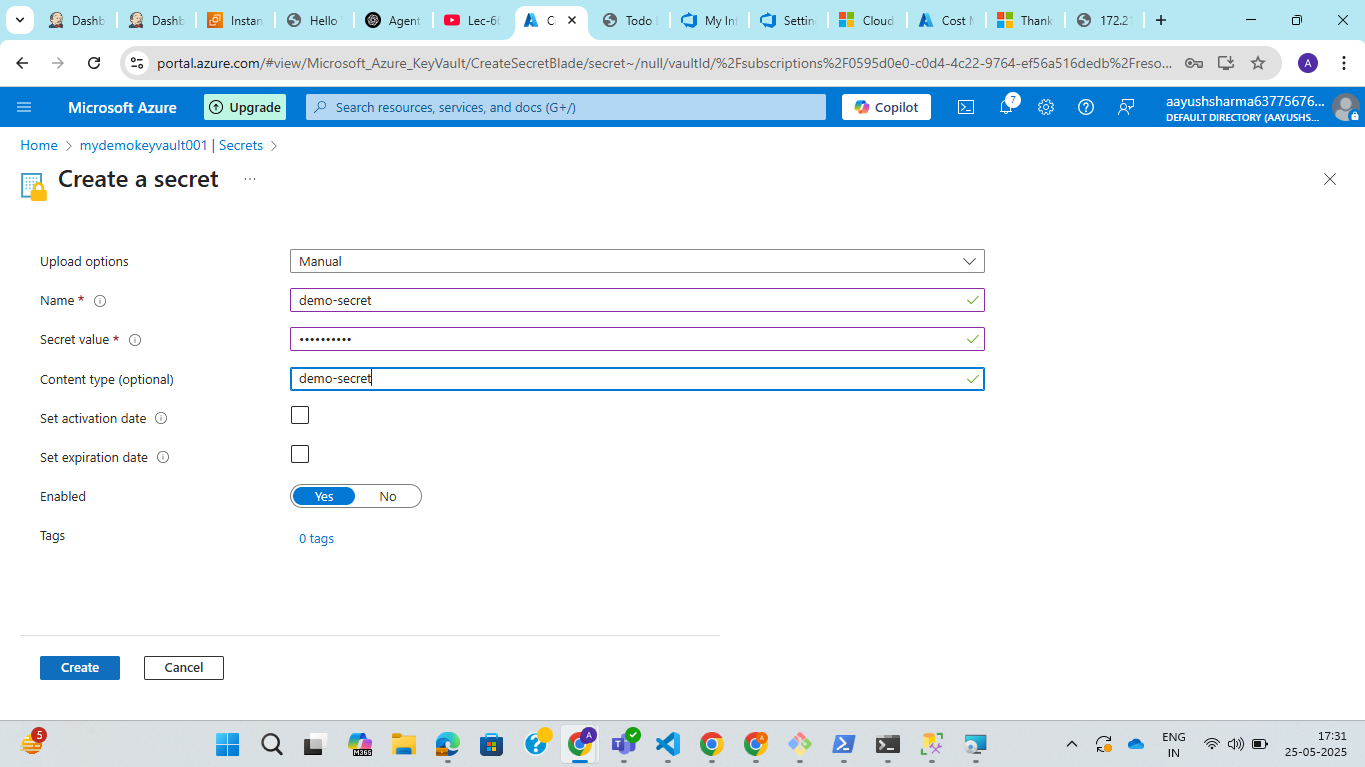 Dashb
Dashb
Instan
Hello
Agent
Lec-6
Todo
My Int
Settin
Cloud
Cost M
Thank
172.2
portal.azure.com/#view/Microsoft_Azure_KeyVault/CreateSecretBlade/secret~/null/vaultId/%2Fsubscriptions%2F0595d0e0-c0d4-4c22-9764-ef56a516dedb%2Freso...
A
Microsoft Azure
Upgrade
Search resources, services, and docs (G+/)
Copilot
7
aayushsharma63775676...
DEFAULT DIRECTORY (AAYUSHS...
Home > mydemokeyvault001 | Secrets >
Create a secret ...
Upload options
Manual
Name *
demo-secret
Secret value *
••••••••••
Content type (optional)
demo-secret
Set activation date
Set expiration date
Enabled
Yes No
Tags
0 tags
Create Cancel
5
M365
A
A
ENG
IN
17:31
25-05-2025